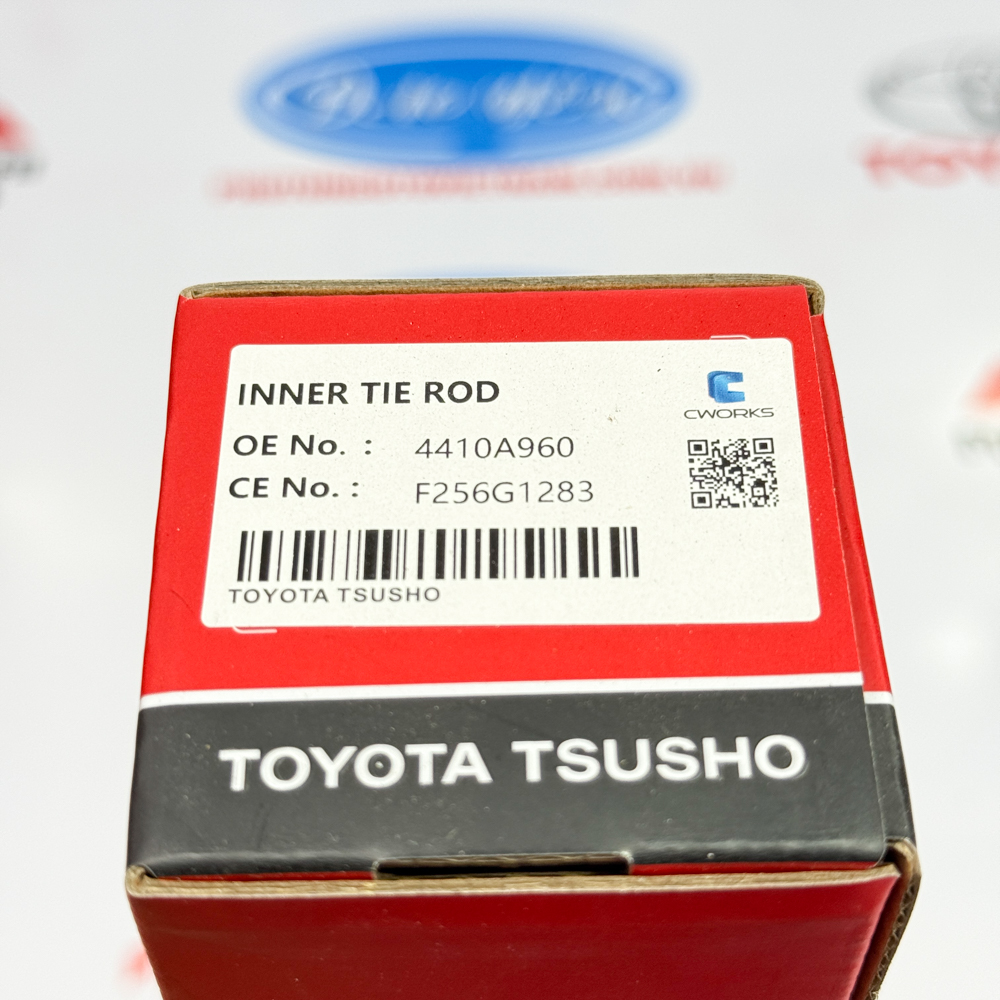 INNER TIE ROD
CWORKS
OE No. : 4410A960
CE No. : F256G1283
TOYOTA TSUSHO
TOYOTA TSUSHO